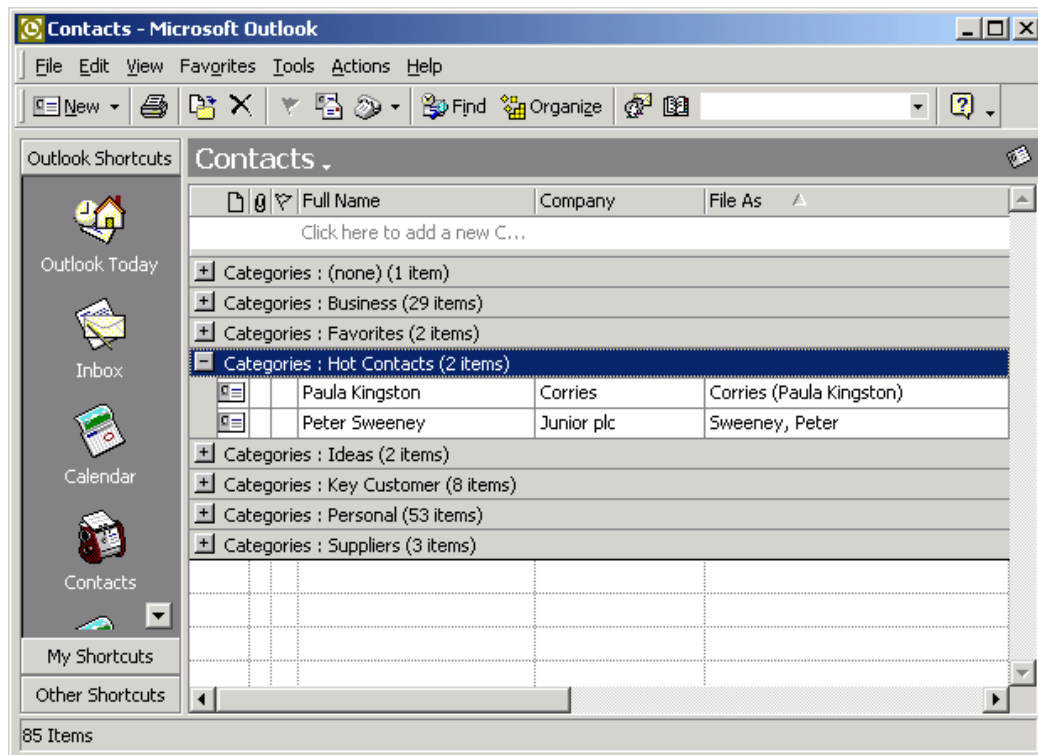 Contacts - Microsoft Outlook
File Edit View Favorites Tools Actions Help
New Find Organize
Outlook Shortcuts
Contacts
Full Name Company File As
Click here to add a new C...
Outlook Today
Categories : (none) (1 item)
Categories : Business (29 items)
Categories : Favorites (2 items)
Categories : Hot Contacts (2 items)
Inbox
Paula Kingston Corries Corries (Paula Kingston)
Peter Sweeney Junior plc Sweeney, Peter
Categories : Ideas (2 items)
Calendar
Categories : Key Customer (8 items)
Categories : Personal (53 items)
Categories : Suppliers (3 items)
Contacts
My Shortcuts
Other Shortcuts
85 Items